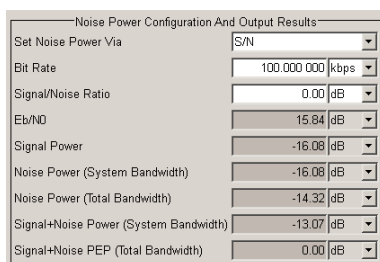 Noise Power Configuration And Output Results
Set Noise Power Via S/N
Bit Rate 100.000 000 kbps
Signal/Noise Ratio 0.00 dB
Eb/N0 15.84 dB
Signal Power -16.08 dB
Noise Power (System Bandwidth) -16.08 dB
Noise Power (Total Bandwidth) -14.32 dB
Signal+Noise Power (System Bandwidth) -13.07 dB
Signal+Noise PEP (Total Bandwidth) 0.00 dB